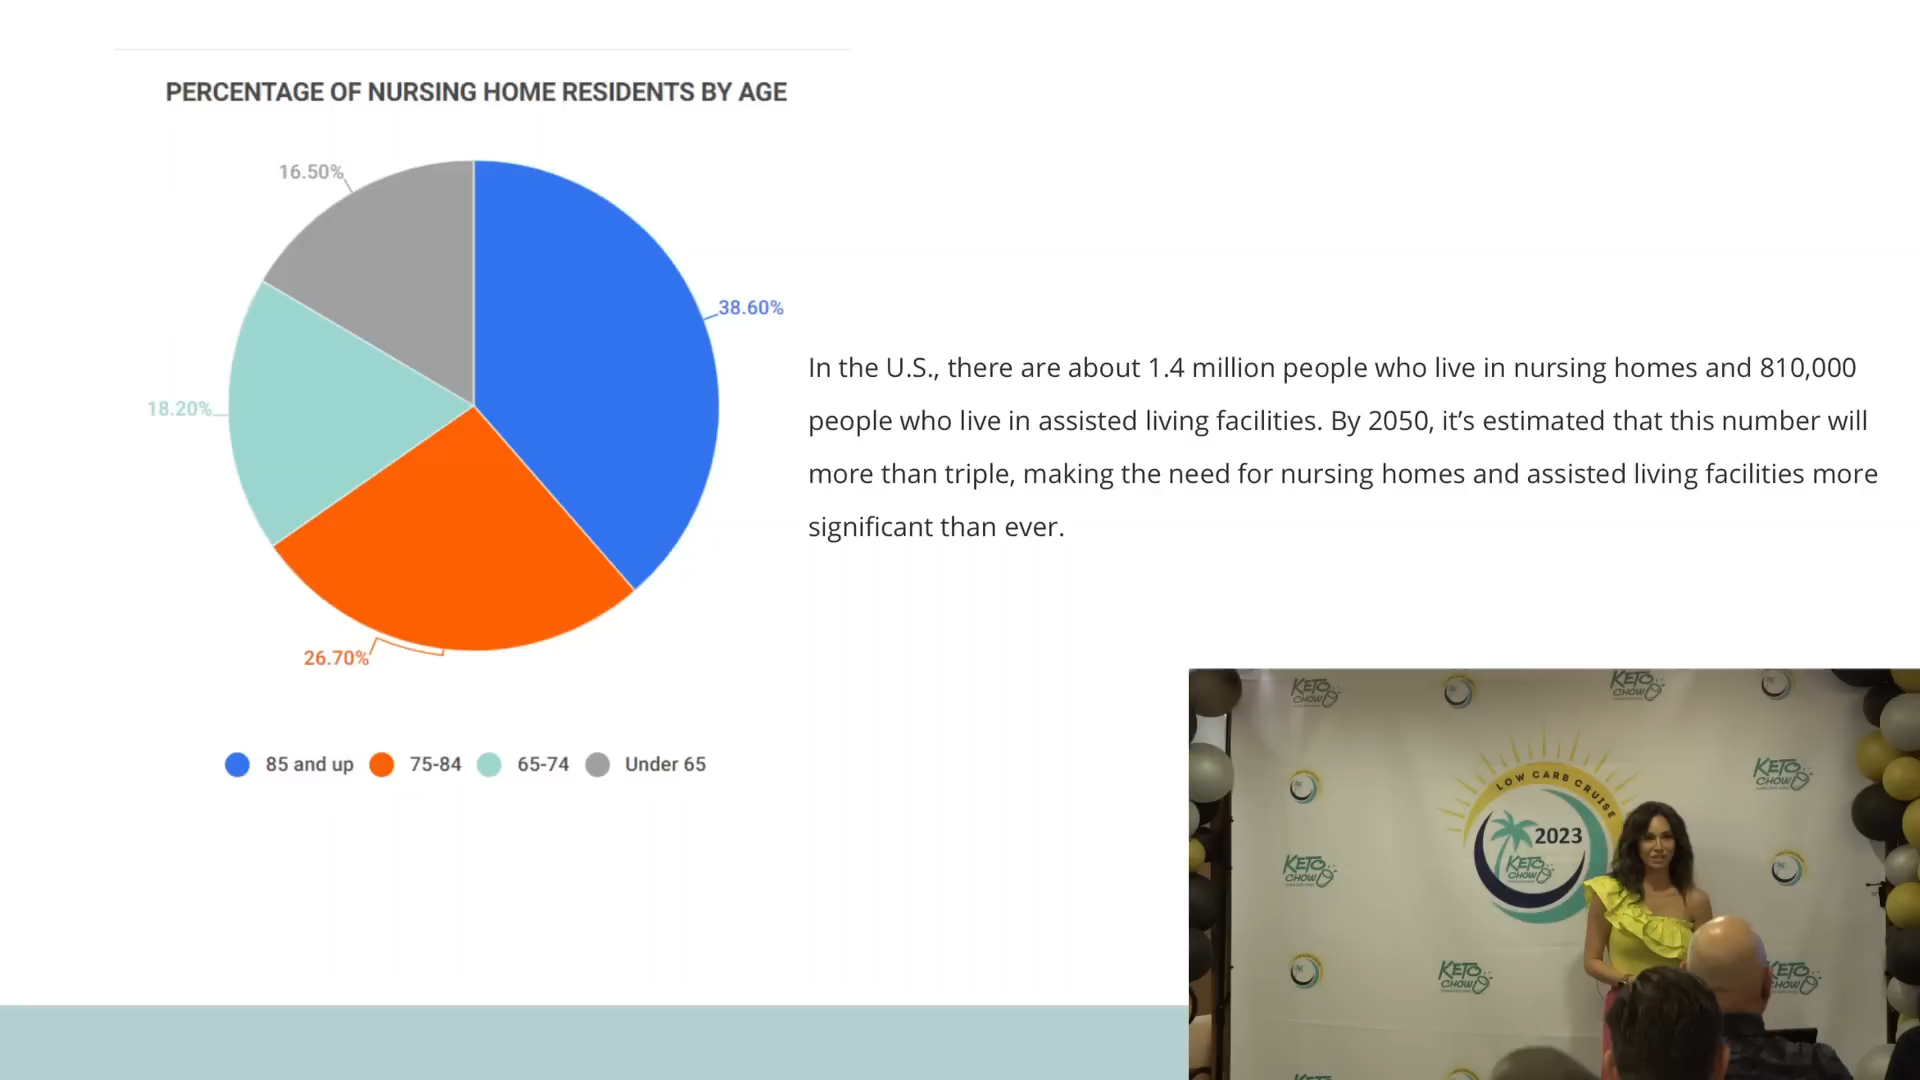 PERCENTAGE OF NURSING HOME RESIDENTS BY AGE
16.50%
38.60%
18.20%
26.70%
85 and up
75-84
65-74
Under 65
In the U.S., there are about 1.4 million people who live in nursing homes and 810,000
people who live in assisted living facilities. By 2050, it’s estimated that this number will
more than triple, making the need for nursing homes and assisted living facilities more
significant than ever.
KETO
CHOW
KETO
CHOW
LOW CARB CRUISE
2023
KETO
CHOW
KETO
CHOW
KETO
CHOW
KETO
CHOW
KETO
CHOW